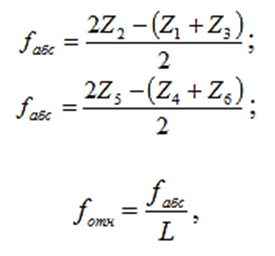 f_абс = (2Z_2 − (Z_1 + Z_3)) / 2 ;
f_абс = (2Z_5 − (Z_4 + Z_6)) / 2 ;
f_отн = f_абс / L ,